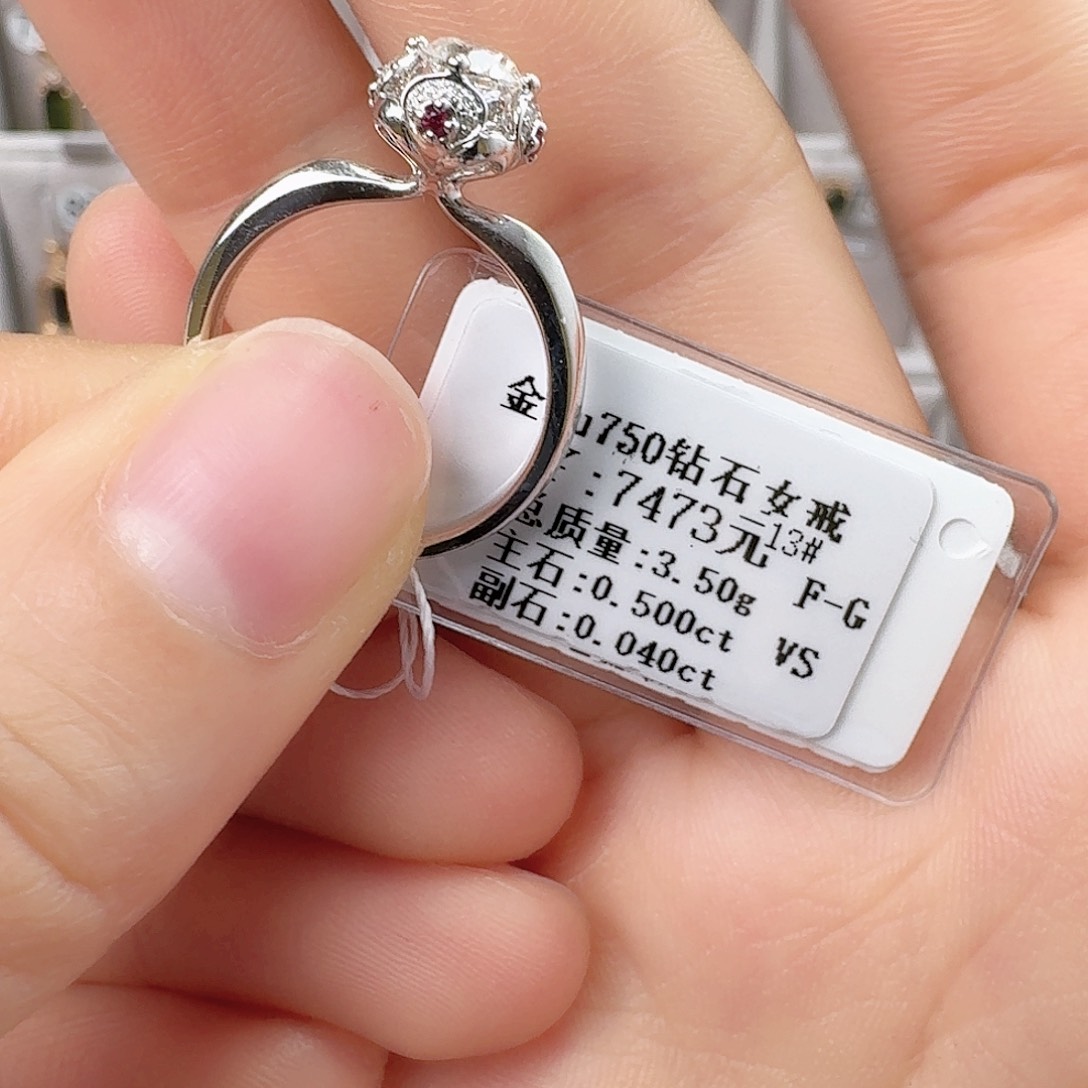 金 u750钻石女戒
:7473元13#
总质量:3.50g F-G
主石:0.500ct VS
副石:0.040ct